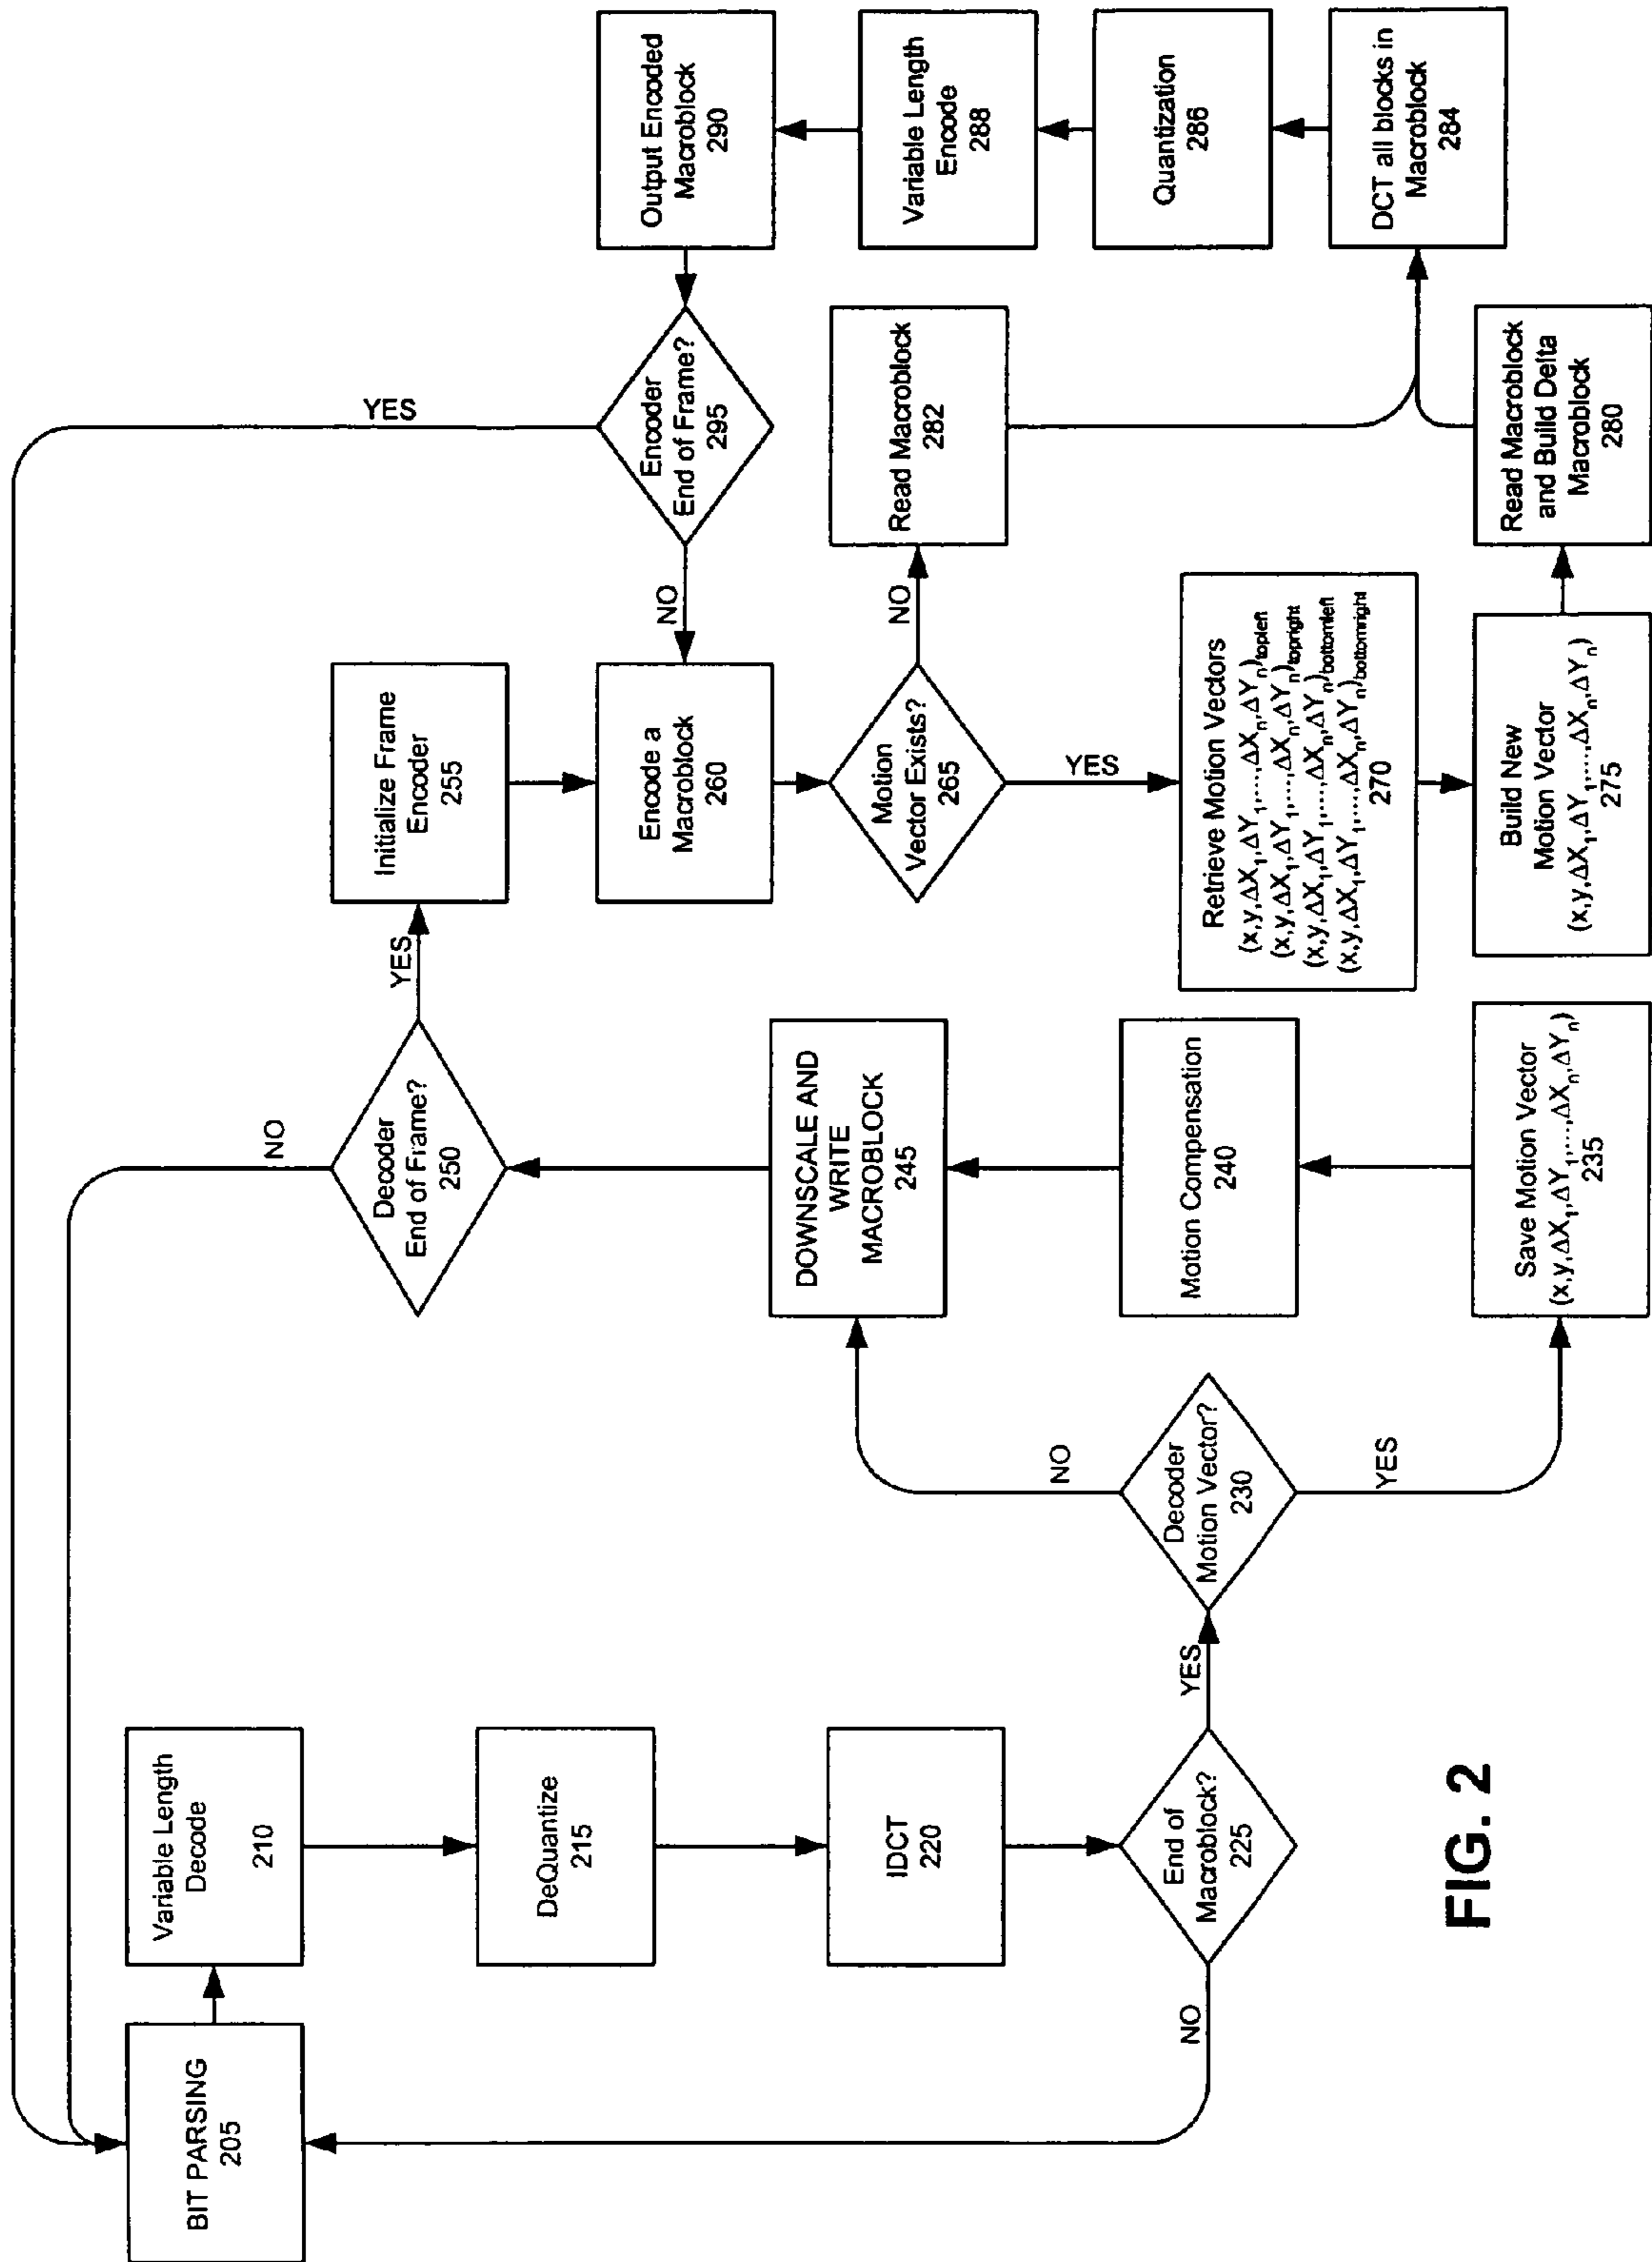 BIT PARSING
205
Variable Length
Decode
210
DeQuantize
215
IDCT
220
End of
Macroblock?
225
NO
YES
Decoder
Motion Vector?
230
NO
YES
Save Motion Vector
(x,y,ΔX₁,ΔY₁,...,ΔXₙ,ΔYₙ)
235
Motion Compensation
240
DOWNSCALE AND
WRITE
MACROBLOCK
245
Decoder
End of Frame?
250
NO
YES
Initialize Frame
Encoder
255
Encode a
Macroblock
260
Motion
Vector Exists?
265
NO
YES
Retrieve Motion Vectors
(x,y,ΔX₁,ΔY₁,...,ΔXₙ,ΔYₙ)topleft
(x,y,ΔX₁,ΔY₁,...,ΔXₙ,ΔYₙ)topright
(x,y,ΔX₁,ΔY₁,...,ΔXₙ,ΔYₙ)bottomleft
(x,y,ΔX₁,ΔY₁,...,ΔXₙ,ΔYₙ)bottomright
270
Build New
Motion Vector
(x,y,ΔX₁,ΔY₁,...,ΔXₙ,ΔYₙ)
275
Read Macroblock
and Build Delta
Macroblock
280
Read Macroblock
282
DCT all blocks in
Macroblock
284
Quantization
286
Variable Length
Encode
288
Output Encoded
Macroblock
290
Encoder
End of Frame?
295
NO
YES
FIG. 2